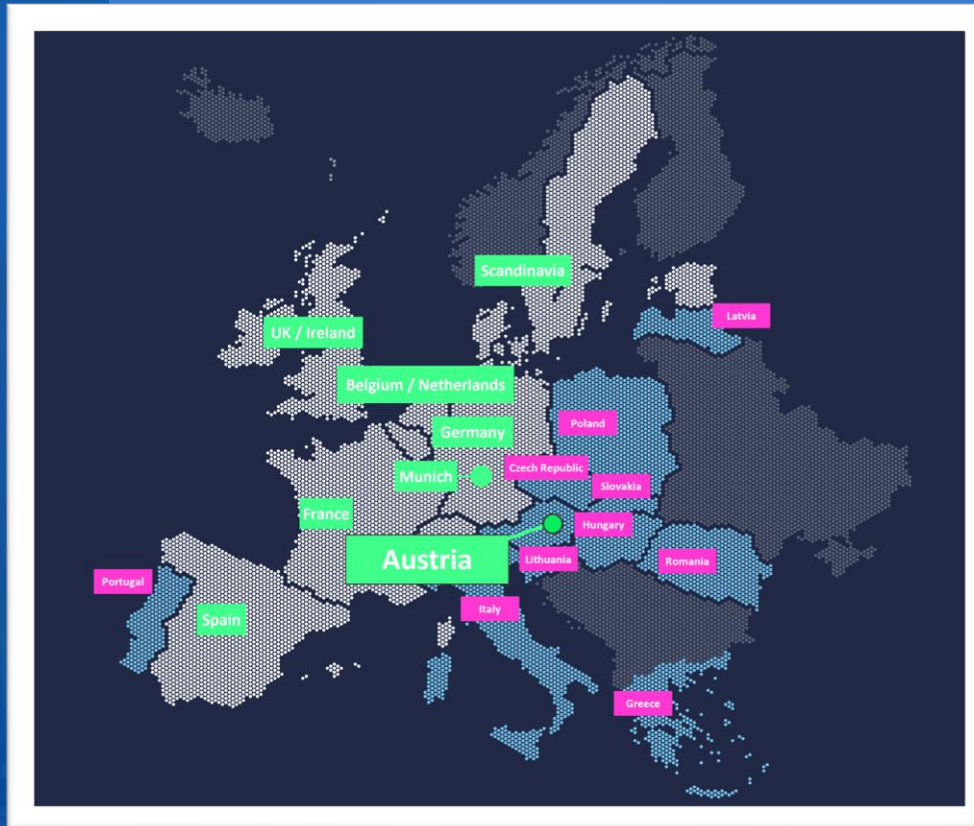 Scandinavia
Latvia
UK / Ireland
Belgium / Netherlands
Poland
Germany
Czech Republic
Munich
Slovakia
France
Hungary
Austria
Lithuania
Romania
Portugal
Italy
Spain
Greece